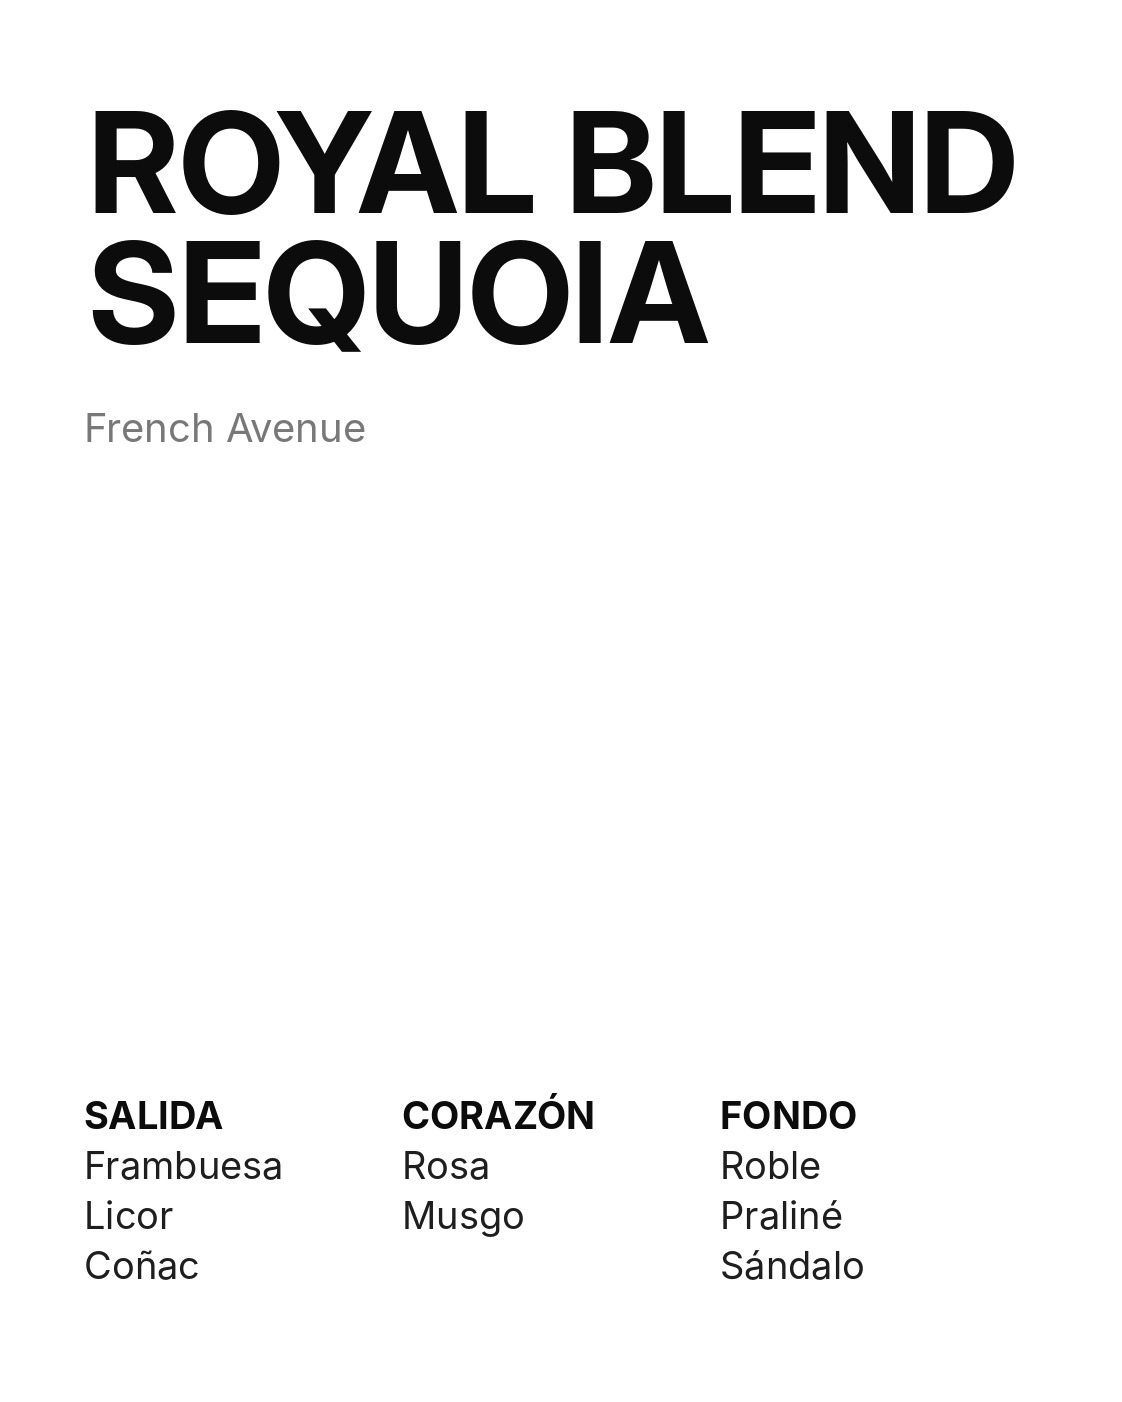 ROYAL BLEND
SEQUOIA
French Avenue
SALIDA
Frambuesa
Licor
Coñac
CORAZÓN
Rosa
Musgo
FONDO
Roble
Praliné
Sándalo